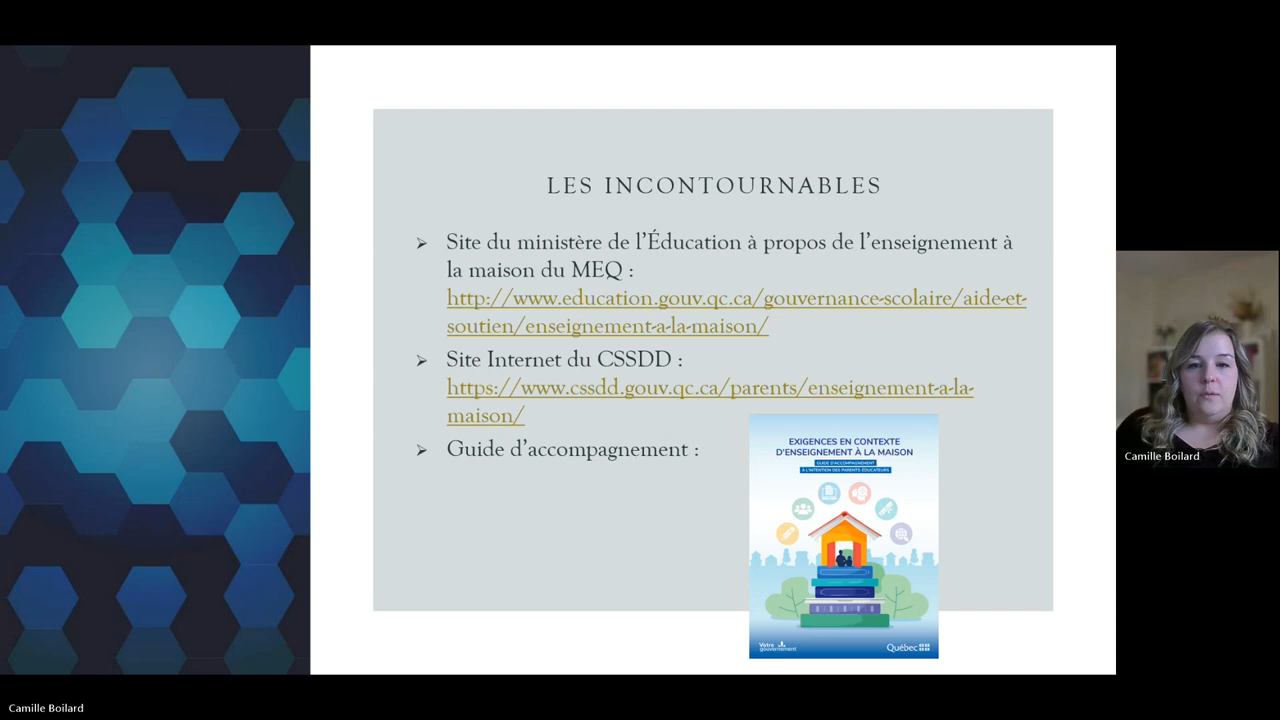 LES INCONTOURNABLES
Site du ministère de l'Éducation à propos de l'enseignement à
la maison du MEQ :
http://www.education.gouv.qc.ca/gouvernance-scolaire/aide-et-
soutien/enseignement-a-la-maison/
Site Internet du CSSDD :
https://www.cssdd.gouv.qc.ca/parents/enseignement-a-la-
maison/
Guide d'accompagnement :
EXIGENCES EN CONTEXTE
D'ENSEIGNEMENT À LA MAISON
GUIDE D'ACCOMPAGNEMENT
À L'INTENTION DES PARENTS-ÉDUCATEURS
Votre
gouvernement
Québec
Camille Boilard
Camille Boilard